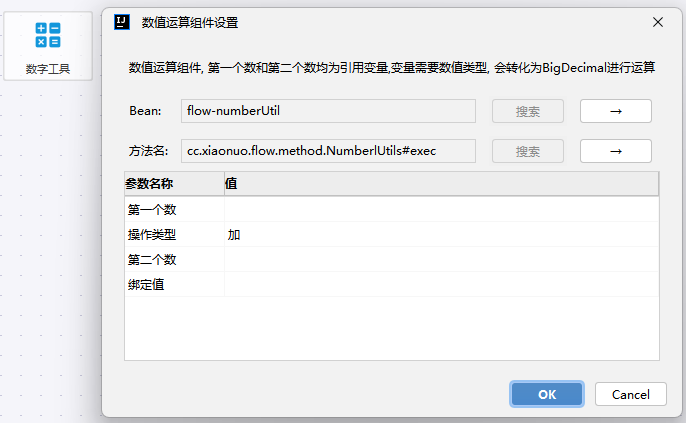 数字工具
IJ
数值运算组件设置
数值运算组件, 第一个数和第二个数均为引用变量,变量需要数值类型, 会转化为BigDecimal进行运算
Bean: flow-numberUtil 搜索 →
方法名: cc.xiaonuo.flow.method.NumberlUtils#exec 搜索 →
参数名称 值
第一个数
操作类型 加
第二个数
绑定值
OK Cancel